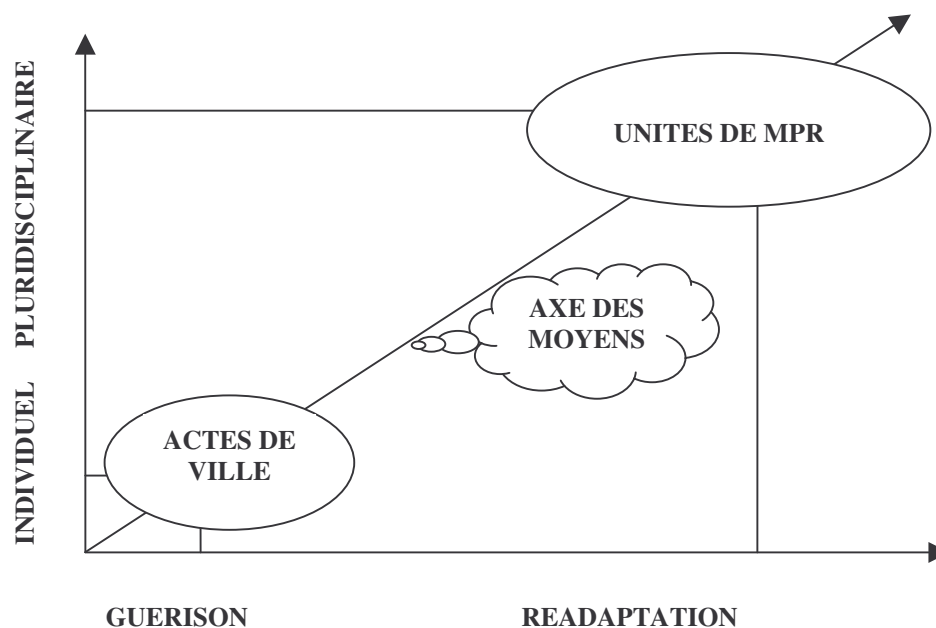 PLURIDISCIPLINAIRE
INDIVIDUEL
UNITES DE MPR
AXE DES
MOYENS
ACTES DE
VILLE
GUERISON
READAPTATION